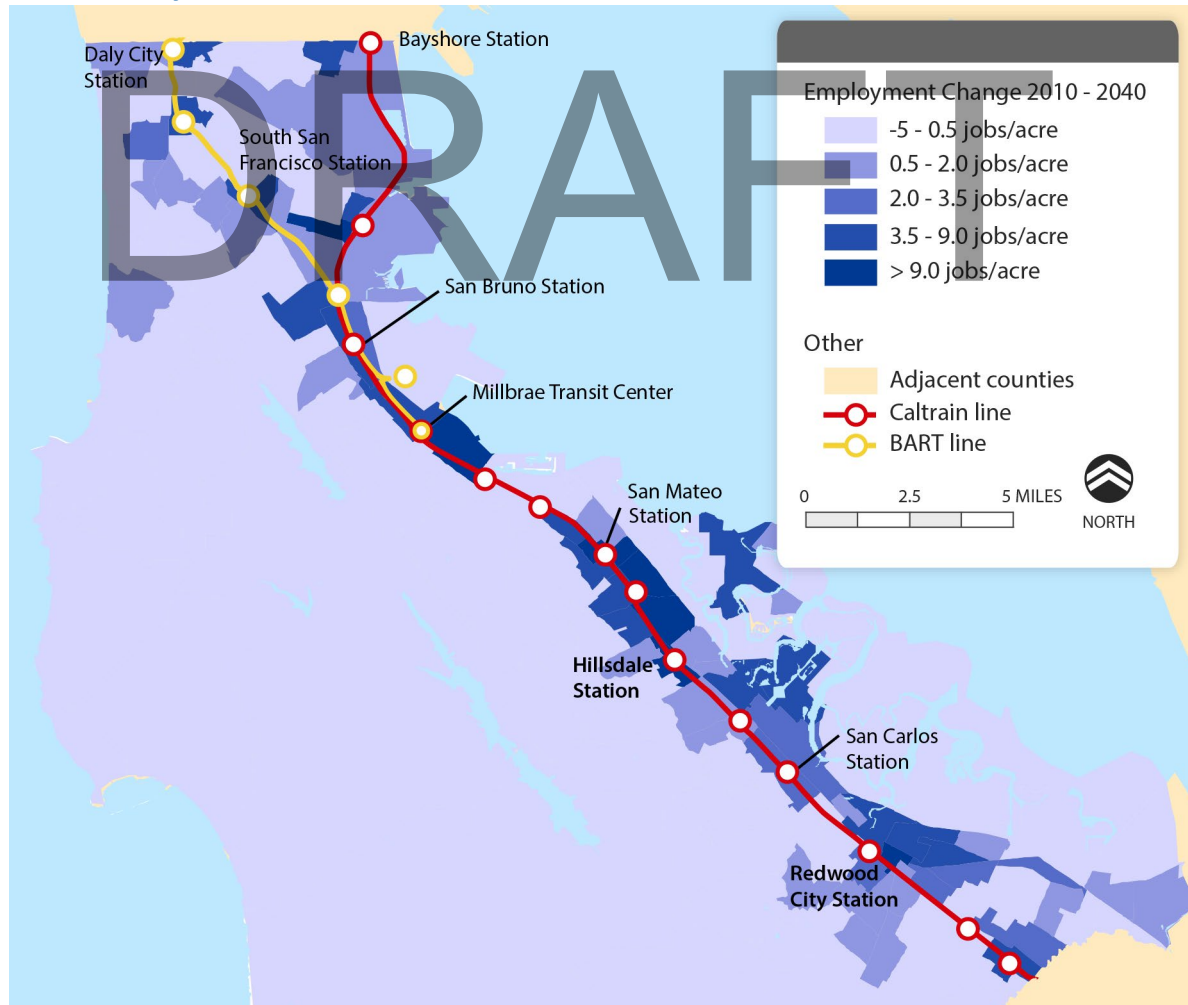 Daly City
Station
Bayshore Station
South San
Francisco Station
San Bruno Station
Millbrae Transit Center
San Mateo
Station
Hillsdale
Station
San Carlos
Station
Redwood
City Station
DRAFT
Employment Change 2010 - 2040
-5 - 0.5 jobs/acre
0.5 - 2.0 jobs/acre
2.0 - 3.5 jobs/acre
3.5 - 9.0 jobs/acre
> 9.0 jobs/acre
Other
Adjacent counties
Caltrain line
BART line
0 2.5 5 MILES
NORTH